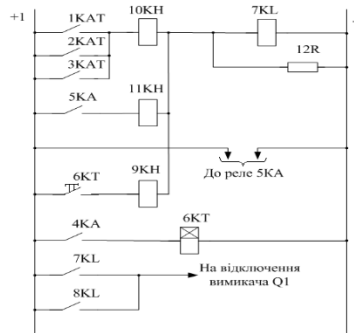 +1
10KH
7KL
1KAT
2KAT
12R
3KAT
5KA
11KH
До реле 5КА
6KT
9KH
4KA
6KT
7KL
На відключення
вимикача Q1
8KL